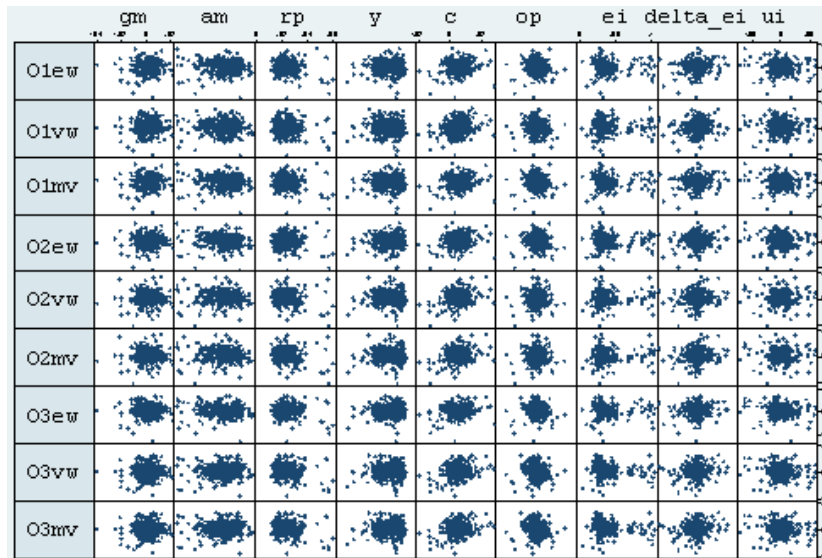 gm am rp y c op ei delta_ei ui
O1ew
O1vw
O1mv
O2ew
O2vw
O2mv
O3ew
O3vw
O3mv